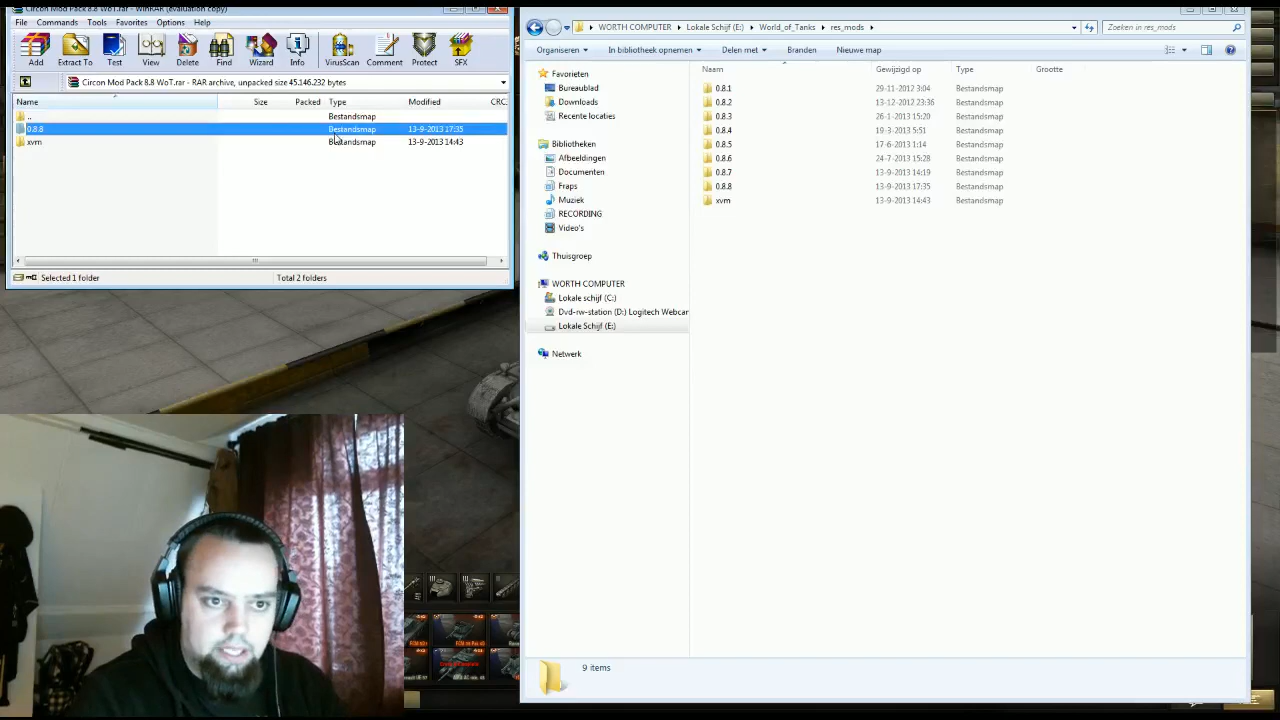 Circon Mod Pack 8.8 WoT.rar - WinRAR (evaluation copy)
File Commands Tools Favorites Options Help
Add Extract To Test View Delete Find Wizard Info VirusScan Comment Protect SFX
Circon Mod Pack 8.8 WoT.rar - RAR archive, unpacked size 45.146.232 bytes
Name Size Packed Type Modified CRC
.. Bestandsmap
0.8.8 Bestandsmap 13-9-2013 17:35
xvm Bestandsmap 13-9-2013 14:43
Selected 1 folder Total 2 folders
WORTH COMPUTER Lokale Schijf (E:) World_of_Tanks res_mods
Zoeken in res_mods
Organiseren In bibliotheek opnemen Delen met Branden Nieuwe map
Naam Gewijzigd op Type Grootte
0.8.1 29-11-2012 3:04 Bestandsmap
0.8.2 13-12-2012 23:36 Bestandsmap
0.8.3 26-1-2013 15:20 Bestandsmap
0.8.4 19-3-2013 5:51 Bestandsmap
0.8.5 17-6-2013 1:14 Bestandsmap
0.8.6 24-7-2013 15:28 Bestandsmap
0.8.7 13-9-2013 14:19 Bestandsmap
0.8.8 13-9-2013 17:35 Bestandsmap
xvm 13-9-2013 14:43 Bestandsmap
Favorieten
Bureaublad
Downloads
Recente locaties
Bibliotheken
Afbeeldingen
Documenten
Fraps
Muziek
RECORDING
Video's
Thuisgroep
WORTH COMPUTER
Lokale schijf (C:)
Dvd-rw-station (D:) Logitech Webcar
Lokale Schijf (E:)
Netwerk
9 items